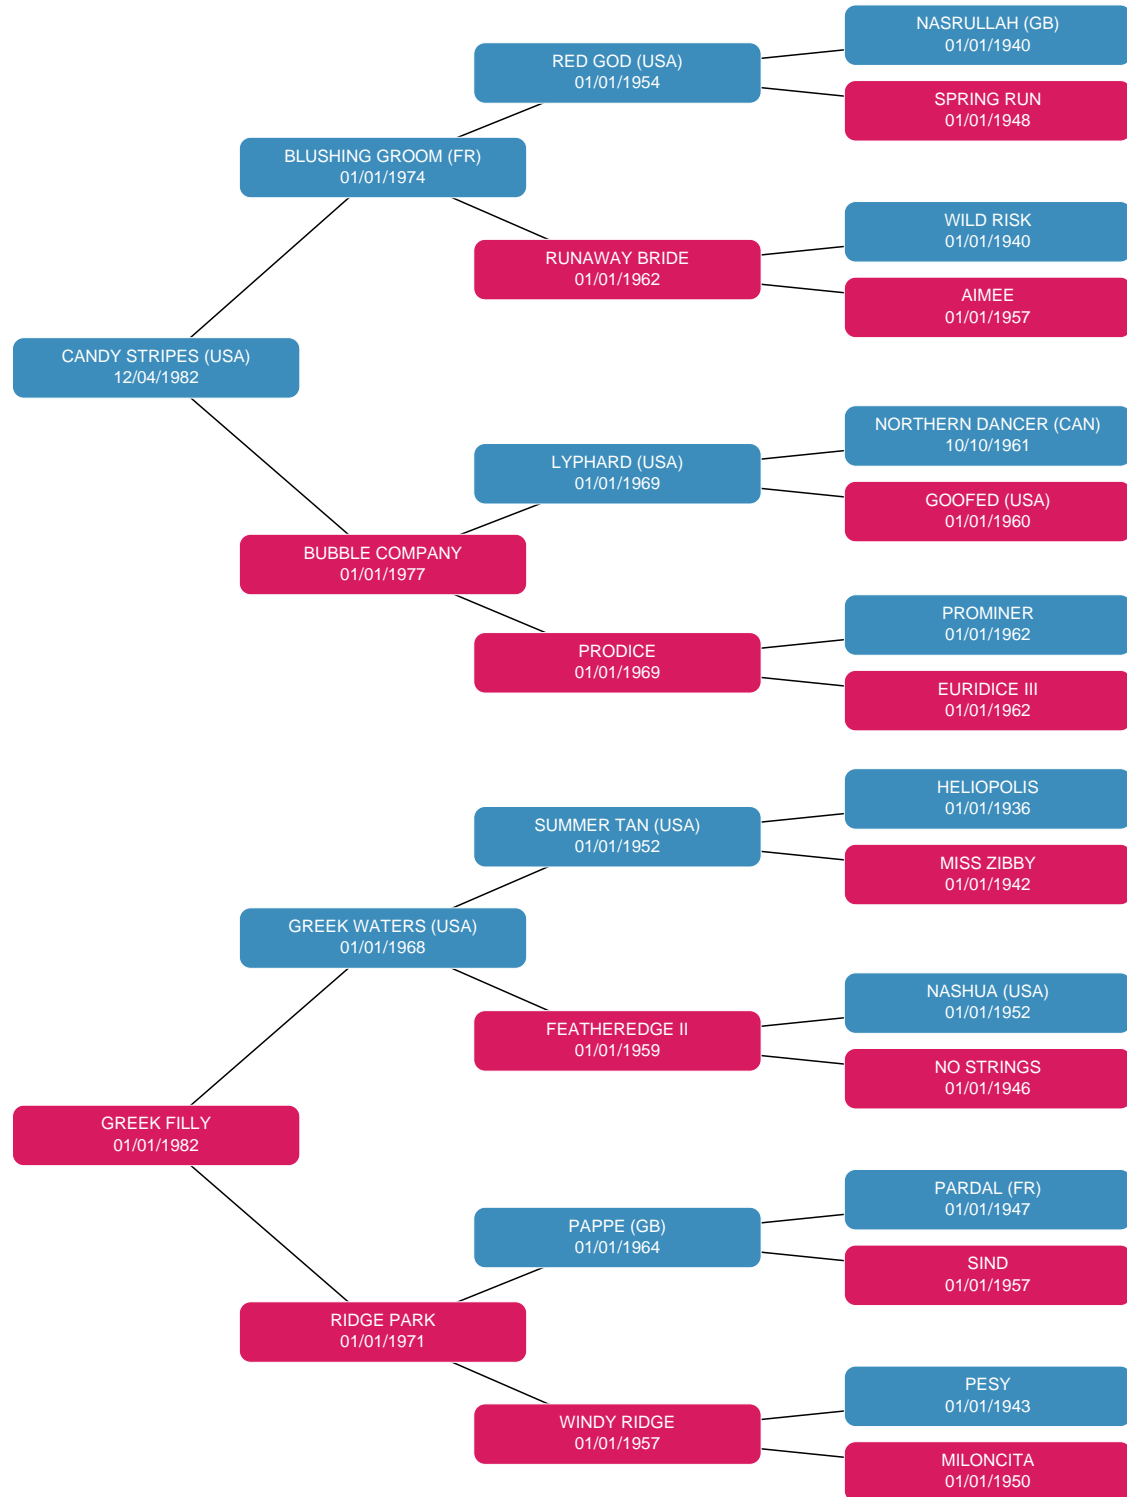 NASRULLAH (GB)
01/01/1940
RED GOD (USA)
01/01/1954
SPRING RUN
01/01/1948
BLUSHING GROOM (FR)
01/01/1974
WILD RISK
01/01/1940
RUNAWAY BRIDE
01/01/1962
AIMEE
01/01/1957
CANDY STRIPES (USA)
12/04/1982
NORTHERN DANCER (CAN)
10/10/1961
LYPHARD (USA)
01/01/1969
GOOFED (USA)
01/01/1960
BUBBLE COMPANY
01/01/1977
PROMINER
01/01/1962
PRODICE
01/01/1969
EURIDICE III
01/01/1962
HELIOPOLIS
01/01/1936
SUMMER TAN (USA)
01/01/1952
MISS ZIBBY
01/01/1942
GREEK WATERS (USA)
01/01/1968
NASHUA (USA)
01/01/1952
FEATHEREDGE II
01/01/1959
NO STRINGS
01/01/1946
GREEK FILLY
01/01/1982
PARDAL (FR)
01/01/1947
PAPPE (GB)
01/01/1964
SIND
01/01/1957
RIDGE PARK
01/01/1971
PESY
01/01/1943
WINDY RIDGE
01/01/1957
MILONCITA
01/01/1950